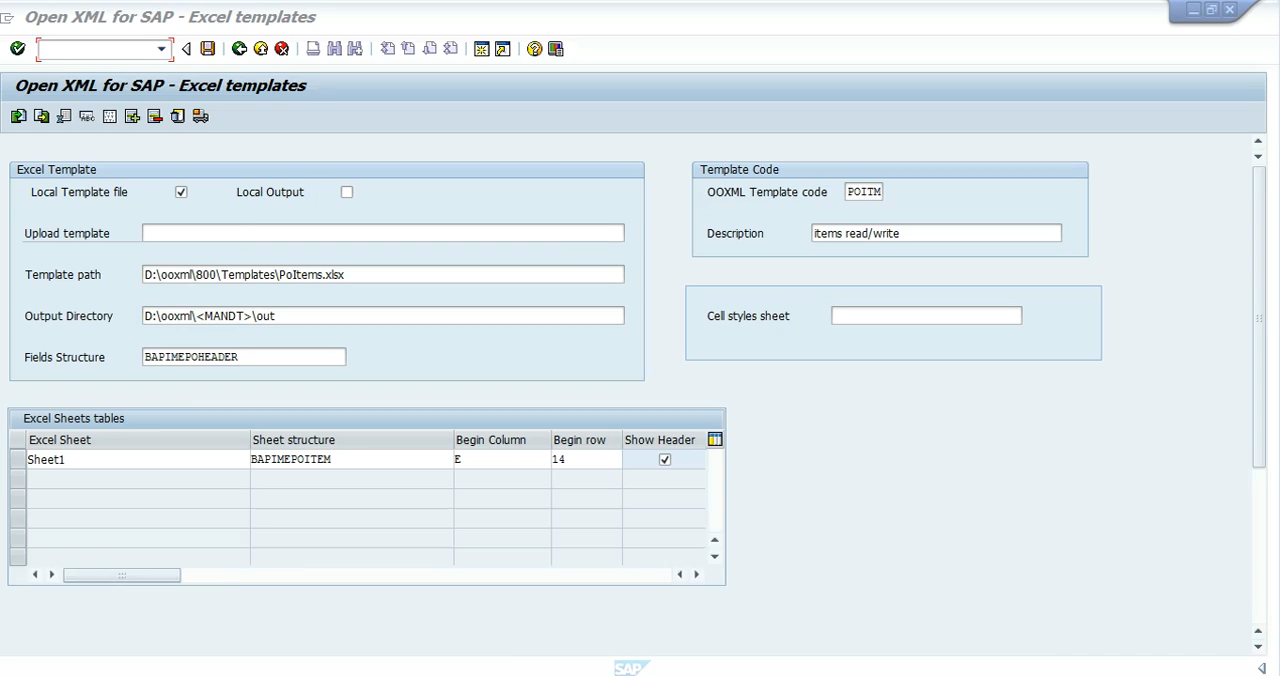 Open XML for SAP - Excel templates
Open XML for SAP - Excel templates
Excel Template
Local Template file
Local Output
Upload template
Template path D:\ooxml\800\Templates\PoItems.xlsx
Output Directory D:\ooxml\<MANDT>\out
Fields Structure BAPIMEPOHEADER
Template Code
OOXML Template code POITM
Description items read/write
Cell styles sheet
Excel Sheets tables
Excel Sheet Sheet structure Begin Column Begin row Show Header
Sheet1 BAPIMEPOITEM E 14
SAP